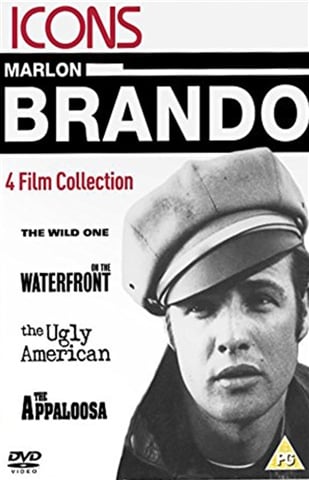 ICONS
MARLON
BRANDO
4 Film Collection
THE WILD ONE
ON THE
WATERFRONT
the Ugly
American
THE
APPALOOSA
DVD
VIDEO
PG